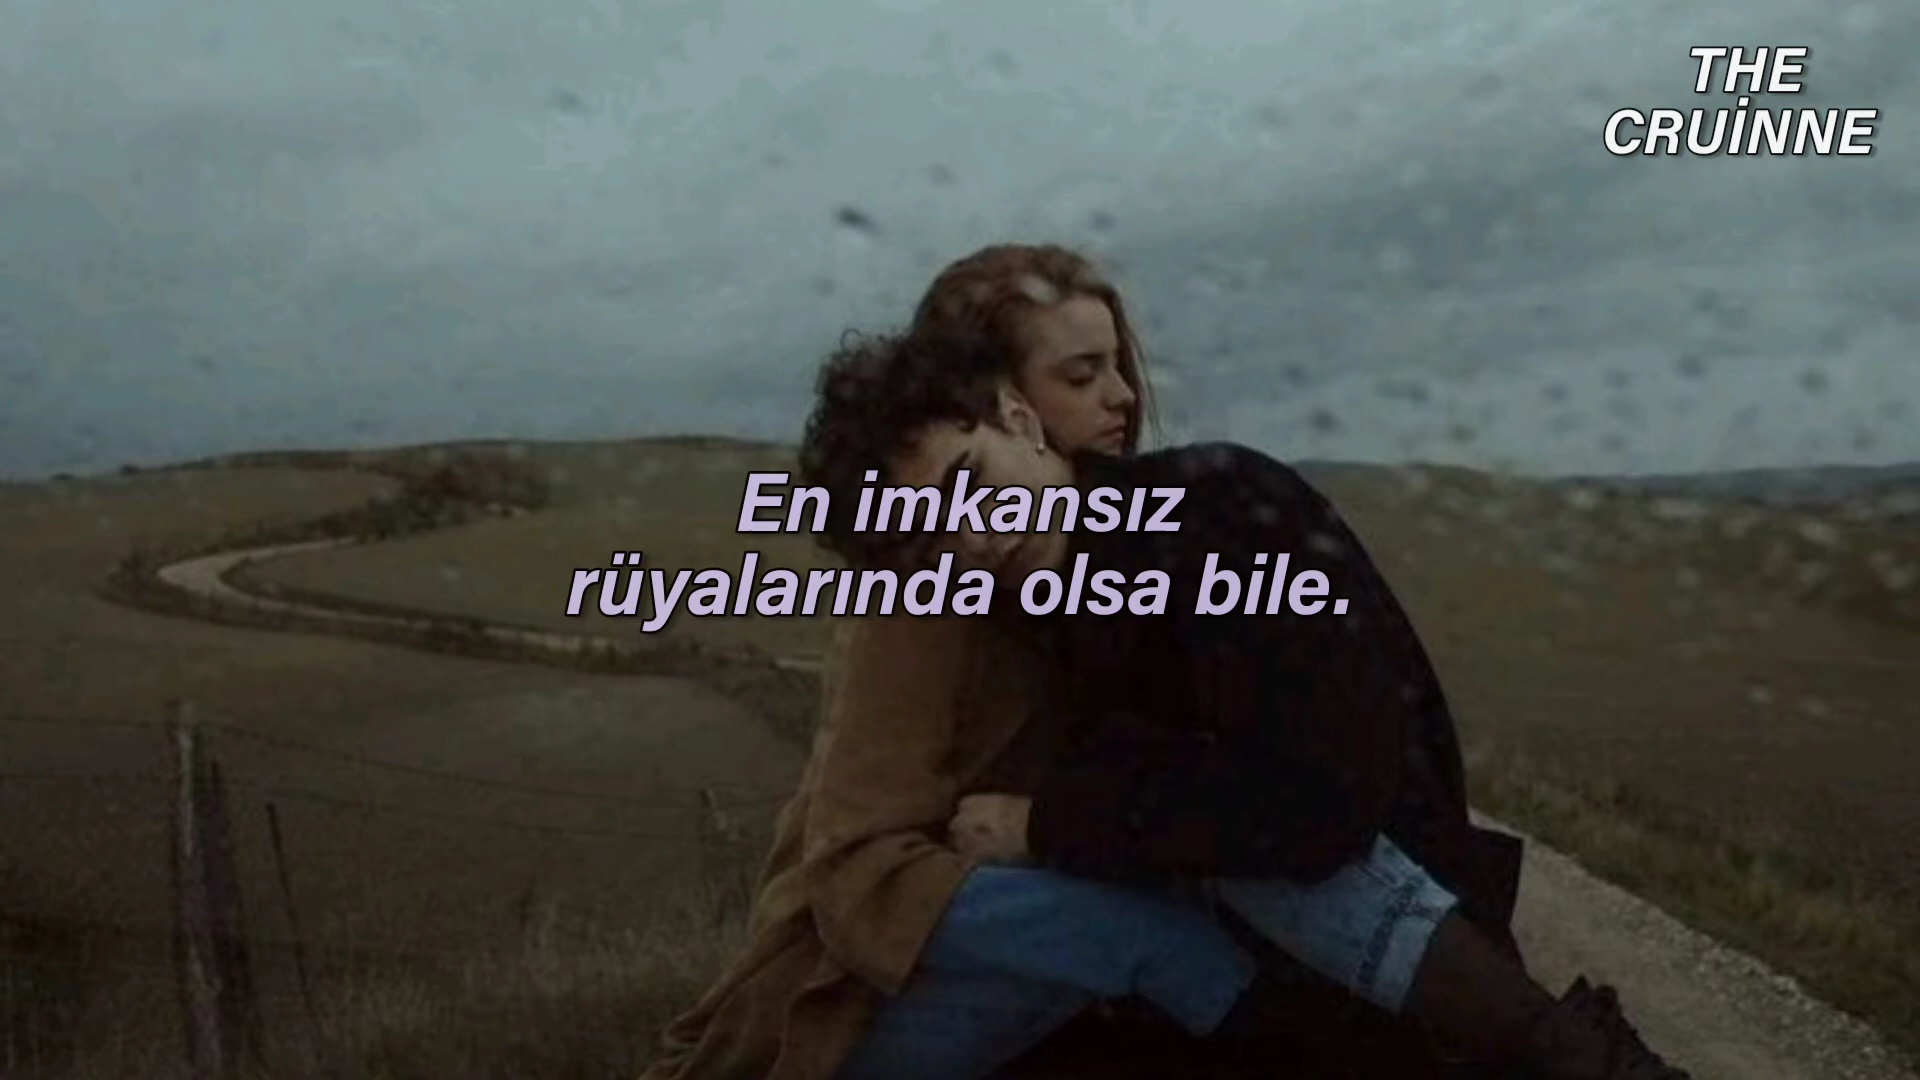 THE
CRUİNNE
En imkansız
rüyalarında olsa bile.